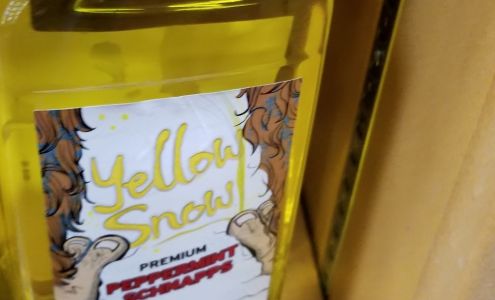 Yellow
Snow
PREMIUM
PEPPERMINT
SCHNAPPS